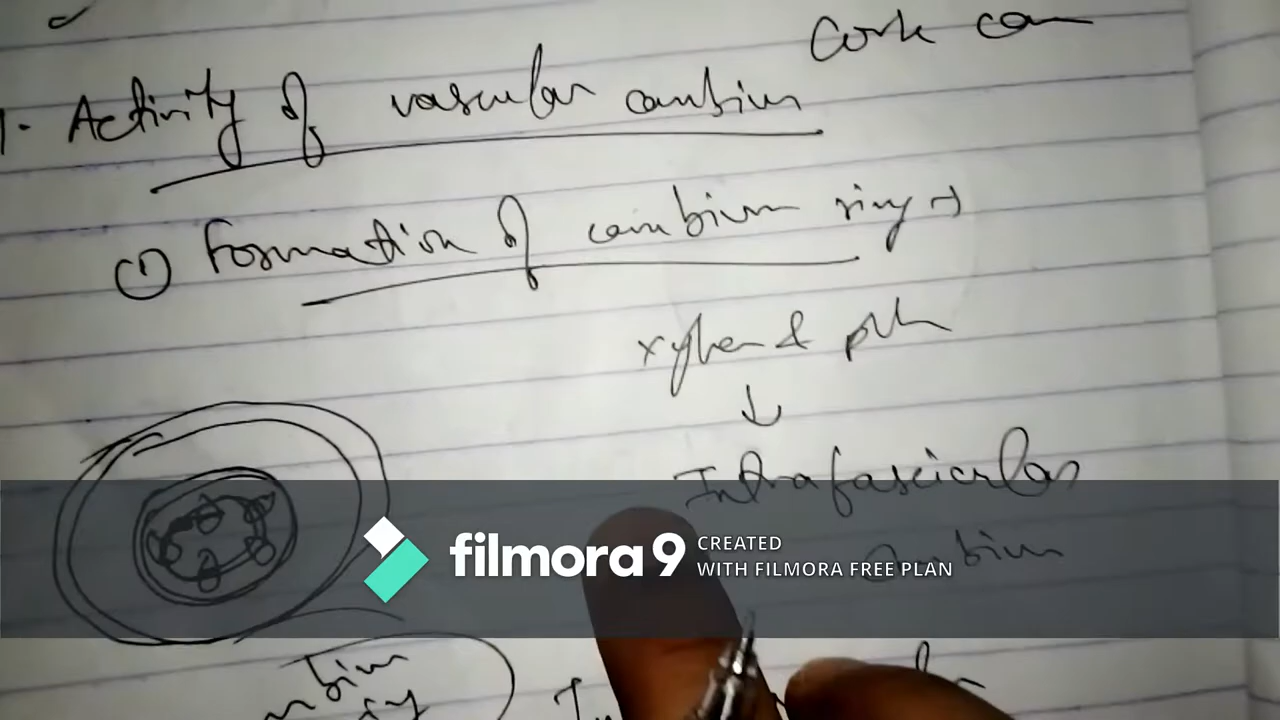 Cork cam
1. Activity of vascular cambium
① Formation of cambium ring →
xylem & phlo
↓
Intrafascicular
cambium
filmora 9 CREATED
WITH FILMORA FREE PLAN